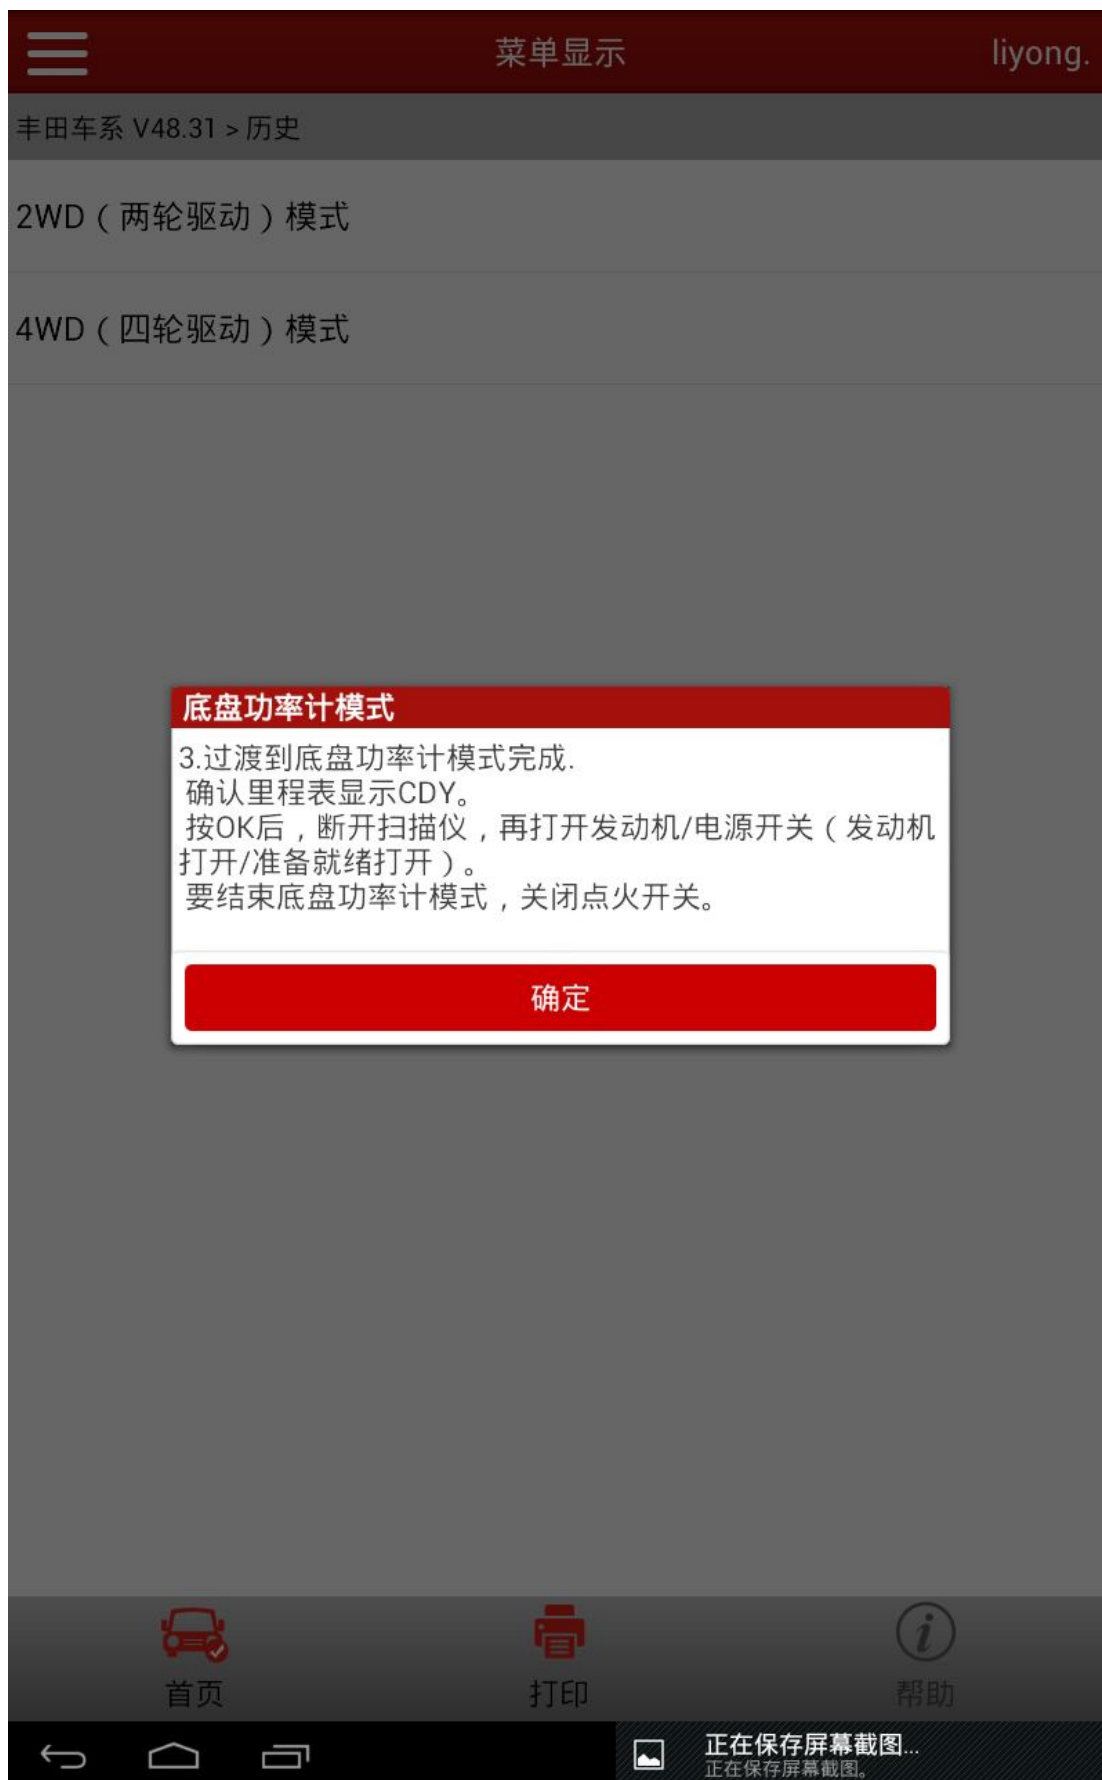 菜单显示
liyong.
丰田车系 V48.31 > 历史
2WD（两轮驱动）模式
4WD（四轮驱动）模式
底盘功率计模式
3.过渡到底盘功率计模式完成.
确认里程表显示CDY。
按OK后，断开扫描仪，再打开发动机/电源开关（发动机
打开/准备就绪打开）。
要结束底盘功率计模式，关闭点火开关。
确定
首页
打印
帮助
正在保存屏幕截图...
正在保存屏幕截图。